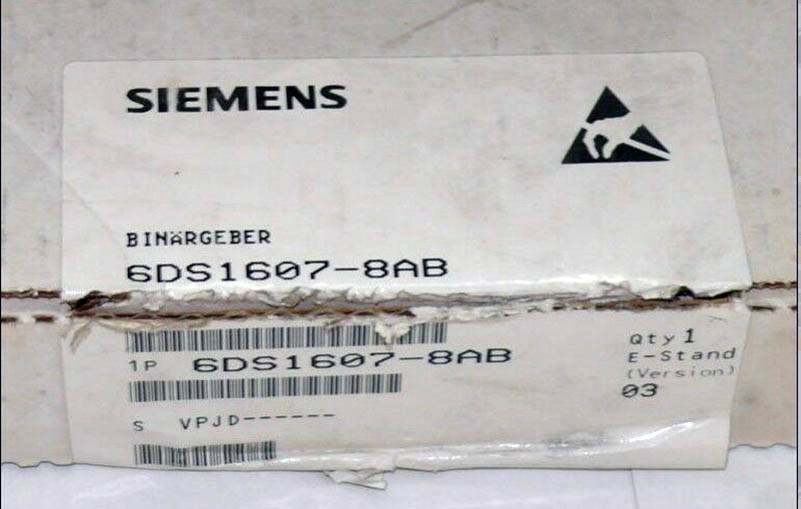 SIEMENS
BINÄRGEBER
6DS1607-8AB
1P 6DS1607-8AB
Qty 1
E-Stand
(Version)
03
S VPJD------